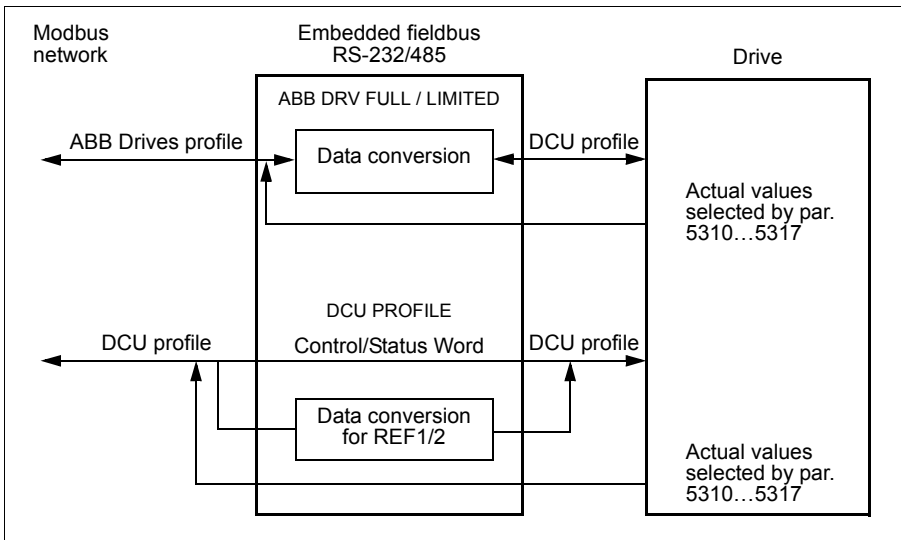 Modbus
network
Embedded fieldbus
RS-232/485
Drive
ABB DRV FULL / LIMITED
ABB Drives profile
Data conversion
DCU profile
Actual values
selected by par.
5310…5317
DCU PROFILE
DCU profile
Control/Status Word
DCU profile
Data conversion
for REF1/2
Actual values
selected by par.
5310…5317